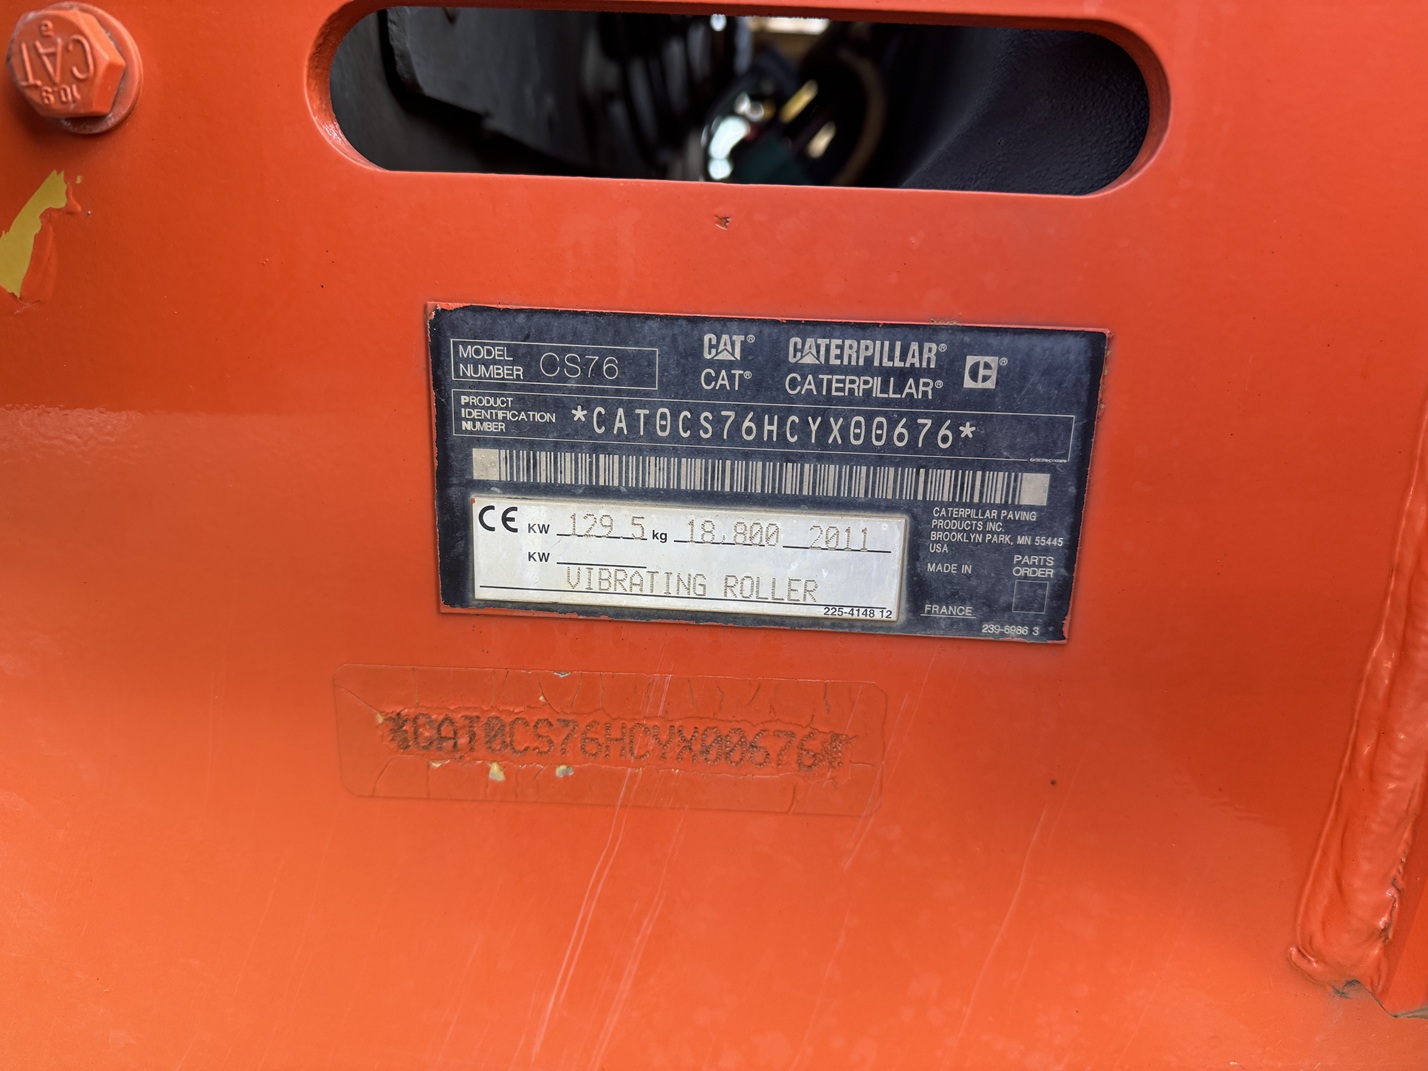 CAT
10.9
MODEL NUMBER CS76
CAT® CATERPILLAR®
CAT® CATERPILLAR®
PRODUCT IDENTIFICATION NUMBER *CAT0CS76HCYX00676*
CE KW 129.5 kg 18,800 2011
KW
VIBRATING ROLLER
225-4148 12
CATERPILLAR PAVING
PRODUCTS INC.
BROOKLYN PARK, MN 55445
USA
MADE IN
FRANCE
PARTS
ORDER
239-6986 3
*CAT0CS76HCYX00676*